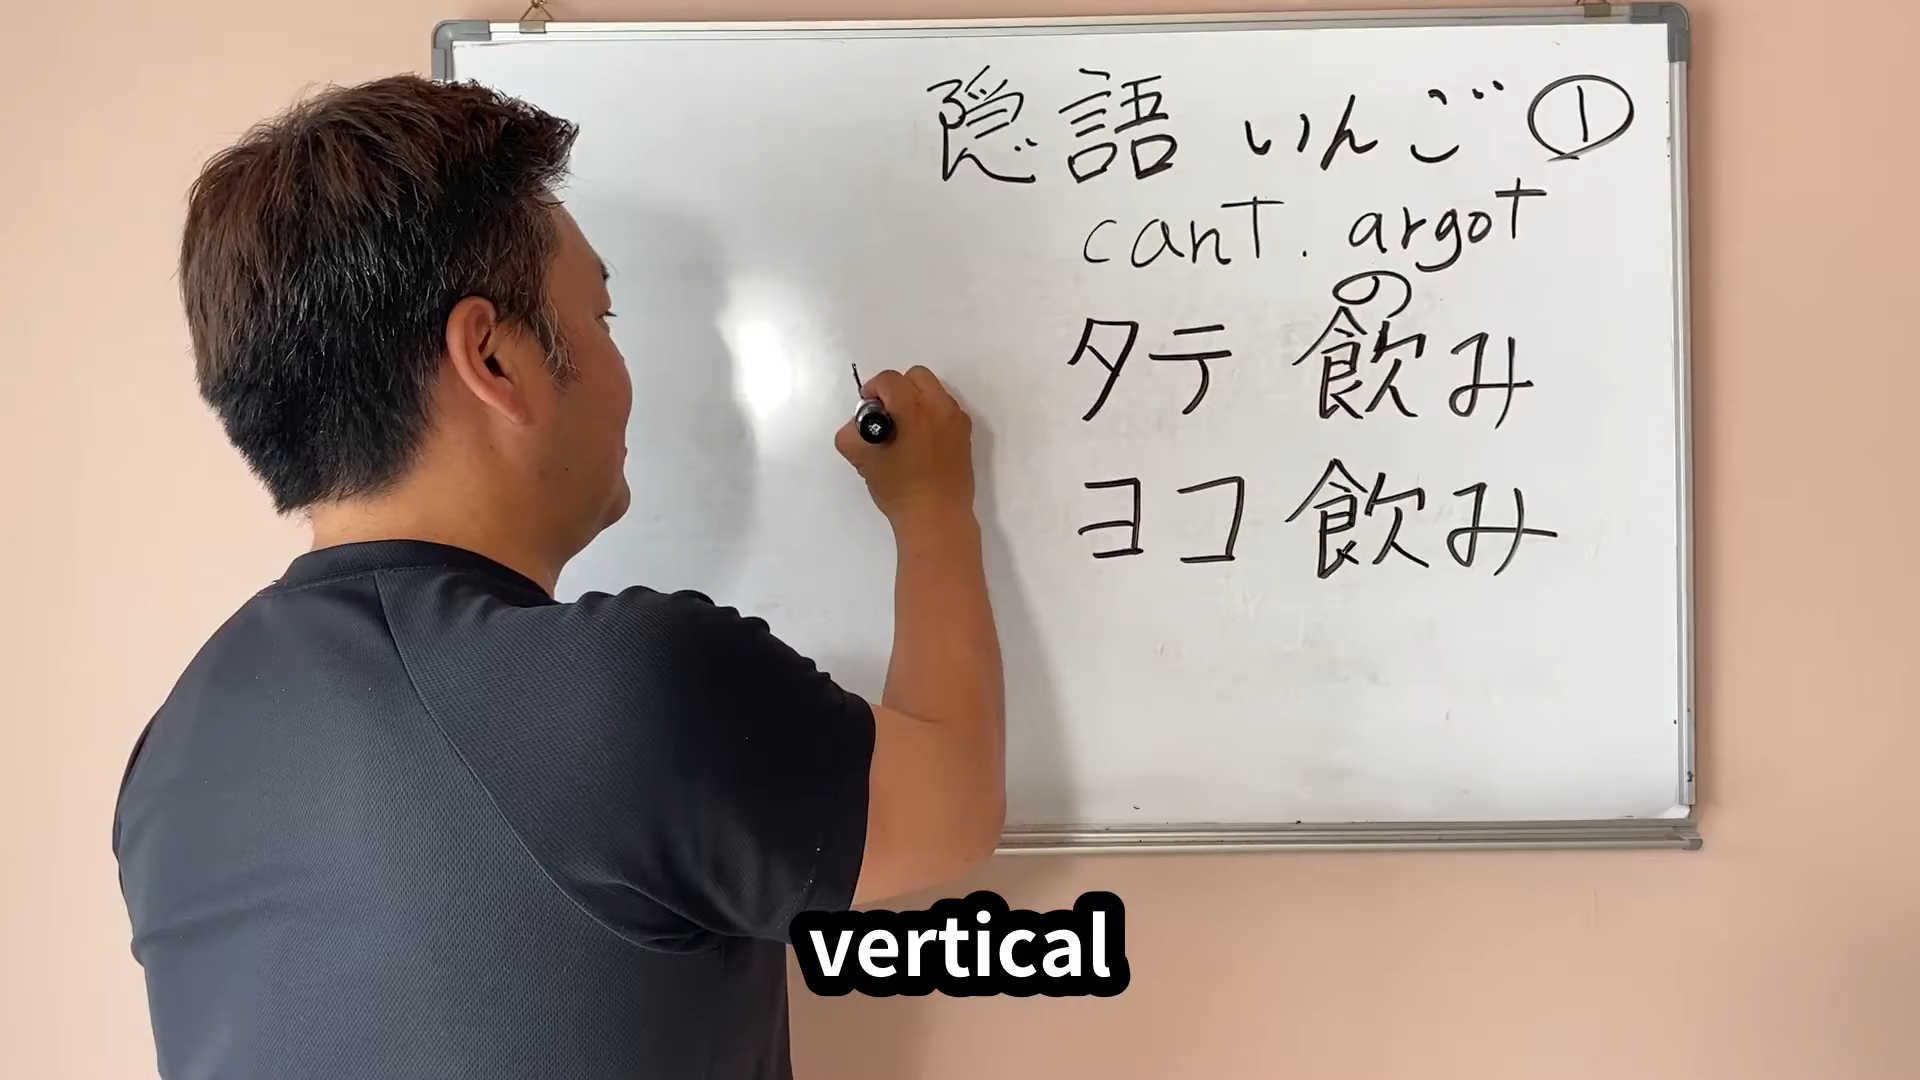 隠語 いんご ①
cant. argot
の
タテ 飲み
ヨコ 飲み
vertical